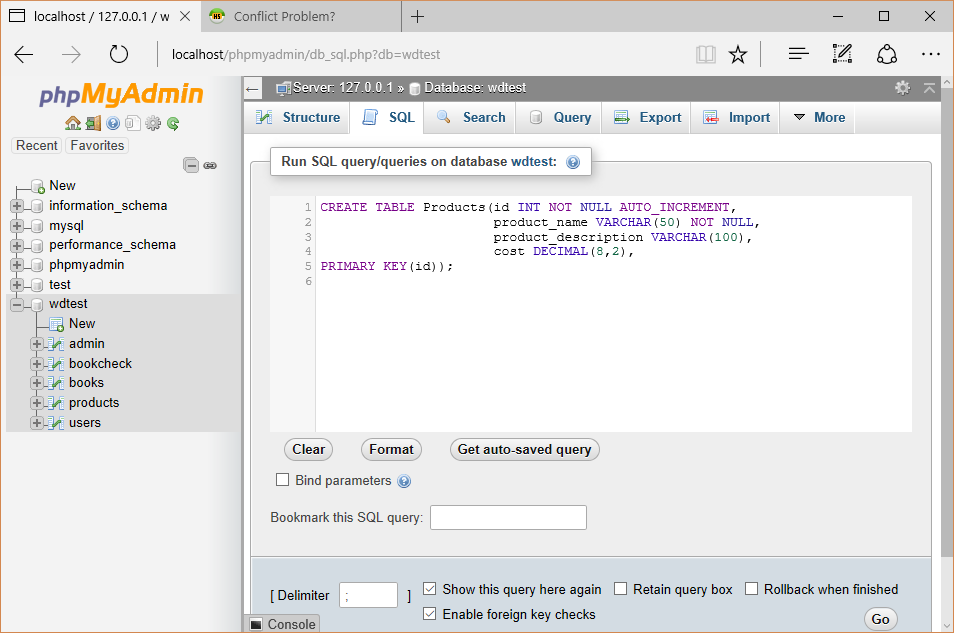 localhost / 127.0.0.1 / w
HS
Conflict Problem?
localhost/phpmyadmin/db_sql.php?db=wdtest
phpMyAdmin
Recent Favorites
New
information_schema
mysql
performance_schema
phpmyadmin
test
wdtest
New
admin
bookcheck
books
products
users
Server: 127.0.0.1 » Database: wdtest
Structure SQL Search Query Export Import More
Run SQL query/queries on database wdtest:
1 CREATE TABLE Products(id INT NOT NULL AUTO_INCREMENT,
2 product_name VARCHAR(50) NOT NULL,
3 product_description VARCHAR(100),
4 cost DECIMAL(8,2),
5 PRIMARY KEY(id));
6
Clear Format Get auto-saved query
Bind parameters
Bookmark this SQL query:
[ Delimiter ; ] Show this query here again Retain query box Rollback when finished
Enable foreign key checks
Go
Console